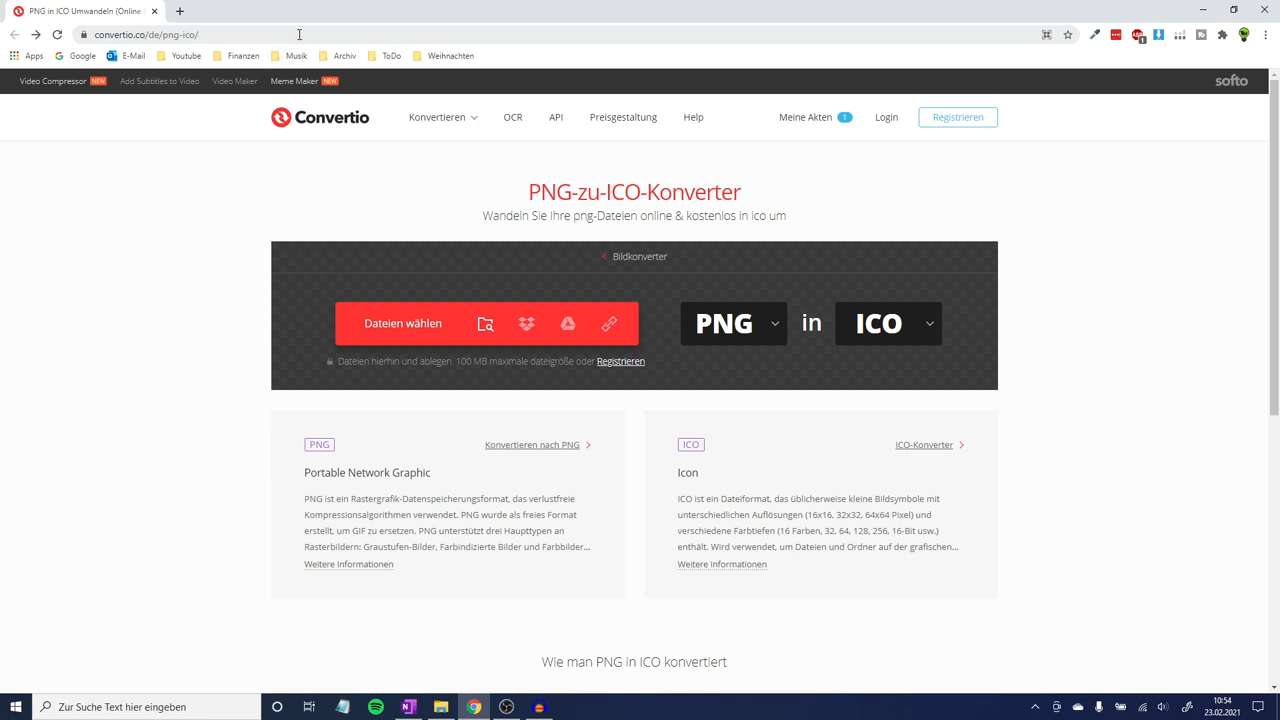 PNG in ICO Umwandeln (Online
convertio.co/de/png-ico/
Apps Google E-Mail Youtube Finanzen Musik Archiv ToDo Weihnachten
Video Compressor NEW Add Subtitles to Video Video Maker Meme Maker NEW softo
Convertio Konvertieren OCR API Preisgestaltung Help Meine Akten 1 Login Registrieren
PNG-zu-ICO-Konverter
Wandeln Sie Ihre png-Dateien online & kostenlos in ico um
Bildkonverter
Dateien wählen PNG in ICO
Dateien hierhin und ablegen. 100 MB maximale dateigröße oder Registrieren
PNG Konvertieren nach PNG
Portable Network Graphic
PNG ist ein Rastergrafik-Datenspeicherungsformat, das verlustfreie
Kompressionsalgorithmen verwendet. PNG wurde als freies Format
erstellt, um GIF zu ersetzen. PNG unterstützt drei Haupttypen an
Rasterbildern: Graustufen-Bilder, Farbindizierte Bilder und Farbbilder...
Weitere Informationen
ICO ICO-Konverter
Icon
ICO ist ein Dateiformat, das üblicherweise kleine Bildsymbole mit
unterschiedlichen Auflösungen (16x16, 32x32, 64x64 Pixel) und
verschiedene Farbtiefen (16 Farben, 32, 64, 128, 256, 16-Bit usw.)
enthält. Wird verwendet, um Dateien und Ordner auf der grafischen...
Weitere Informationen
Wie man PNG in ICO konvertiert
Zur Suche Text hier eingeben
10:54
23.02.2021